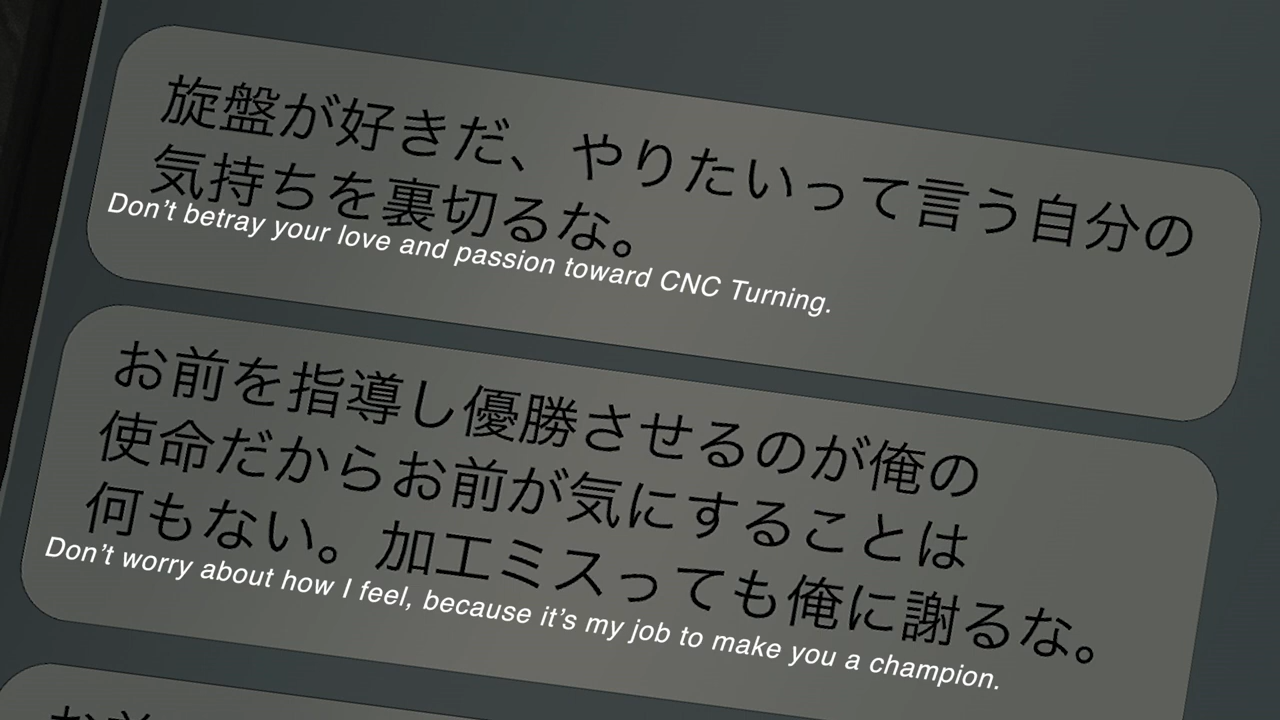 旋盤が好きだ、やりたいって言う自分の
気持ちを裏切るな。
Don't betray your love and passion toward CNC Turning.
お前を指導し優勝させるのが俺の
使命だからお前が気にすることは
何もない。加工ミスっても俺に謝るな。
Don't worry about how I feel, because it's my job to make you a champion.